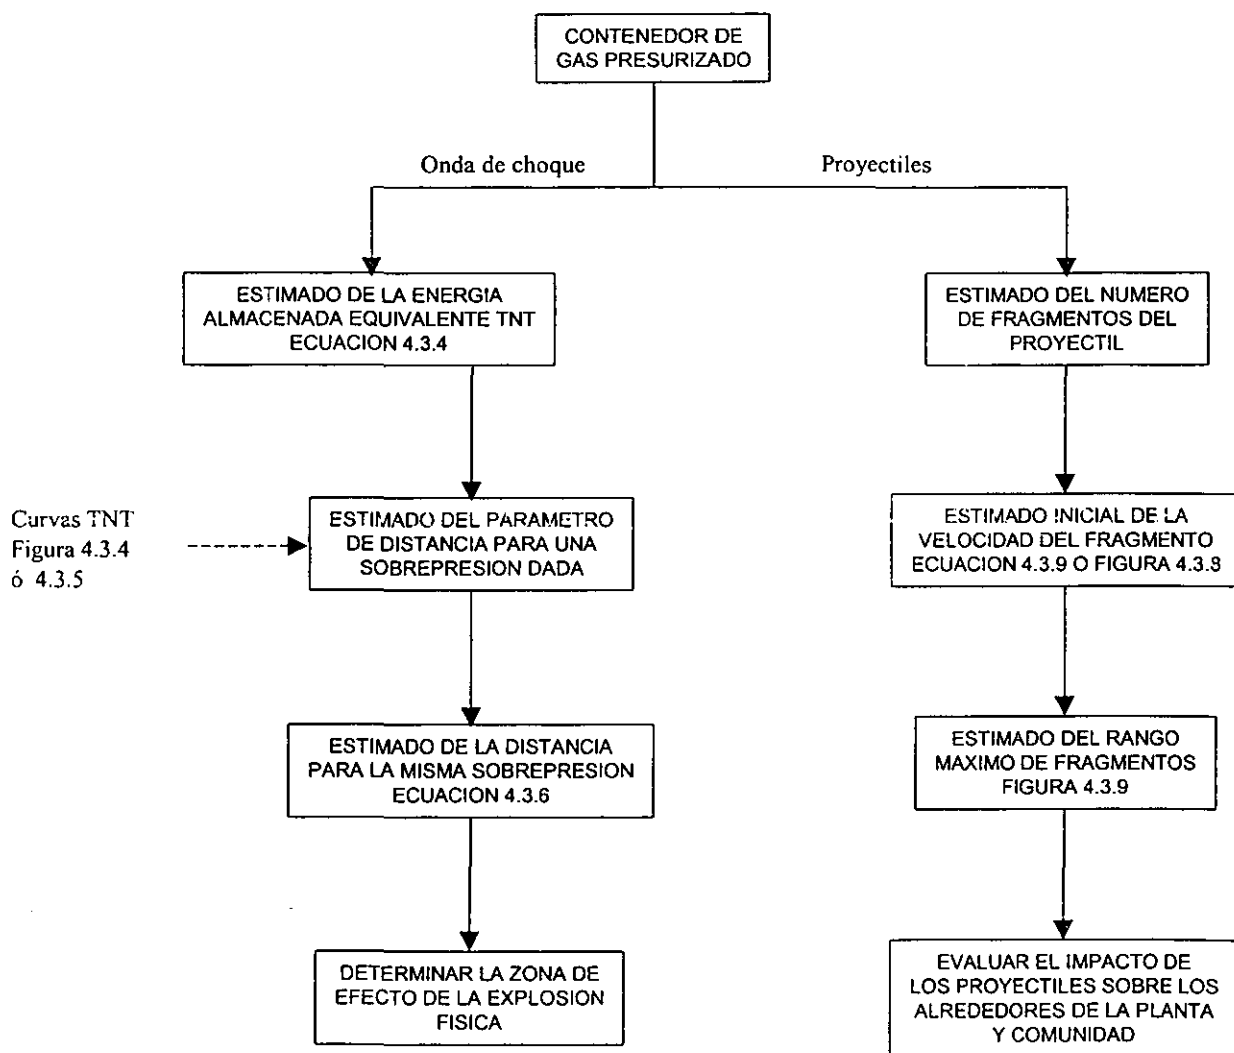 CONTENEDOR DE
GAS PRESURIZADO
Onda de choque
Proyectiles
ESTIMADO DE LA ENERGIA
ALMACENADA EQUIVALENTE TNT
ECUACION 4.3.4
ESTIMADO DEL NUMERO
DE FRAGMENTOS DEL
PROYECTIL
Curvas TNT
Figura 4.3.4
ó 4.3.5
ESTIMADO DEL PARAMETRO
DE DISTANCIA PARA UNA
SOBREPRESION DADA
ESTIMADO INICIAL DE LA
VELOCIDAD DEL FRAGMENTO
ECUACION 4.3.9 O FIGURA 4.3.8
ESTIMADO DE LA DISTANCIA
PARA LA MISMA SOBREPRESION
ECUACION 4.3.6
ESTIMADO DEL RANGO
MAXIMO DE FRAGMENTOS
FIGURA 4.3.9
DETERMINAR LA ZONA DE
EFECTO DE LA EXPLOSION
FISICA
EVALUAR EL IMPACTO DE
LOS PROYECTILES SOBRE LOS
ALREDEDORES DE LA PLANTA
Y COMUNIDAD